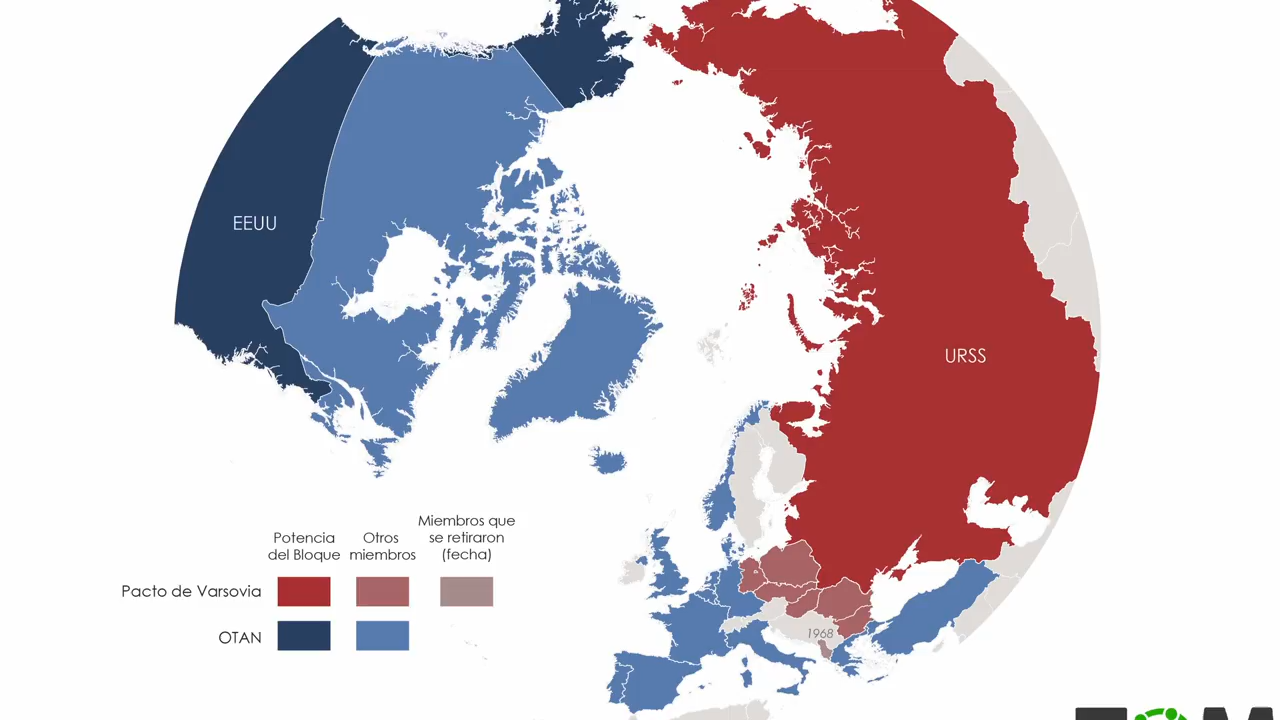 EEUU
URSS
Miembros que
se retiraron
(fecha)
Potencia
del Bloque
Otros
miembros
Pacto de Varsovia
OTAN
1968